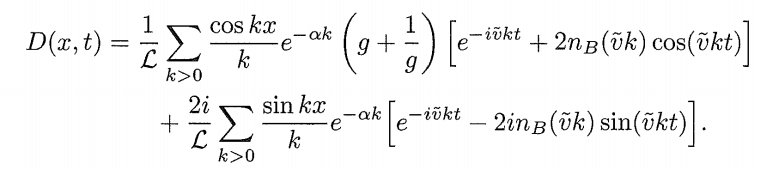 D(x,t) = \frac{1}{\mathcal{L}} \sum_{k>0} \frac{\cos kx}{k} e^{-\alpha k} \left( g + \frac{1}{g} \right) \left[ e^{-i\tilde{v}kt} + 2n_B(\tilde{v}k) \cos(\tilde{v}kt) \right]
+ \frac{2i}{\mathcal{L}} \sum_{k>0} \frac{\sin kx}{k} e^{-\alpha k} \left[ e^{-i\tilde{v}kt} - 2in_B(\tilde{v}k) \sin(\tilde{v}kt) \right].